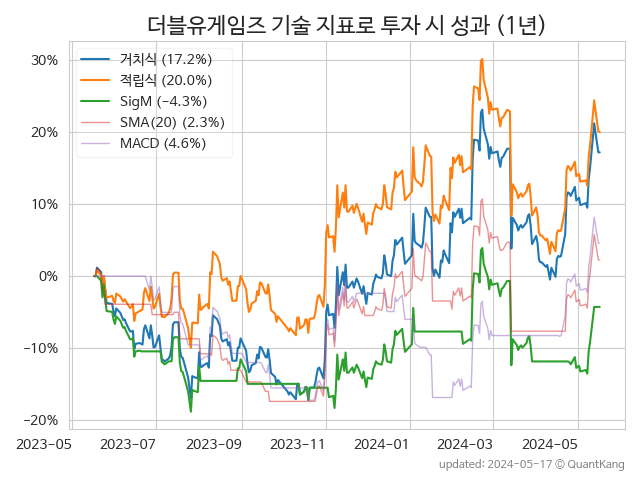 더블유게임즈 기술 지표로 투자 시 성과 (1년)
거치식 (17.2%)
적립식 (20.0%)
SigM (−4.3%)
SMA(20) (2.3%)
MACD (4.6%)
30%
20%
10%
0%
−10%
−20%
2023-05
2023-07
2023-09
2023-11
2024-01
2024-03
2024-05
updated: 2024-05-17 © QuantKang